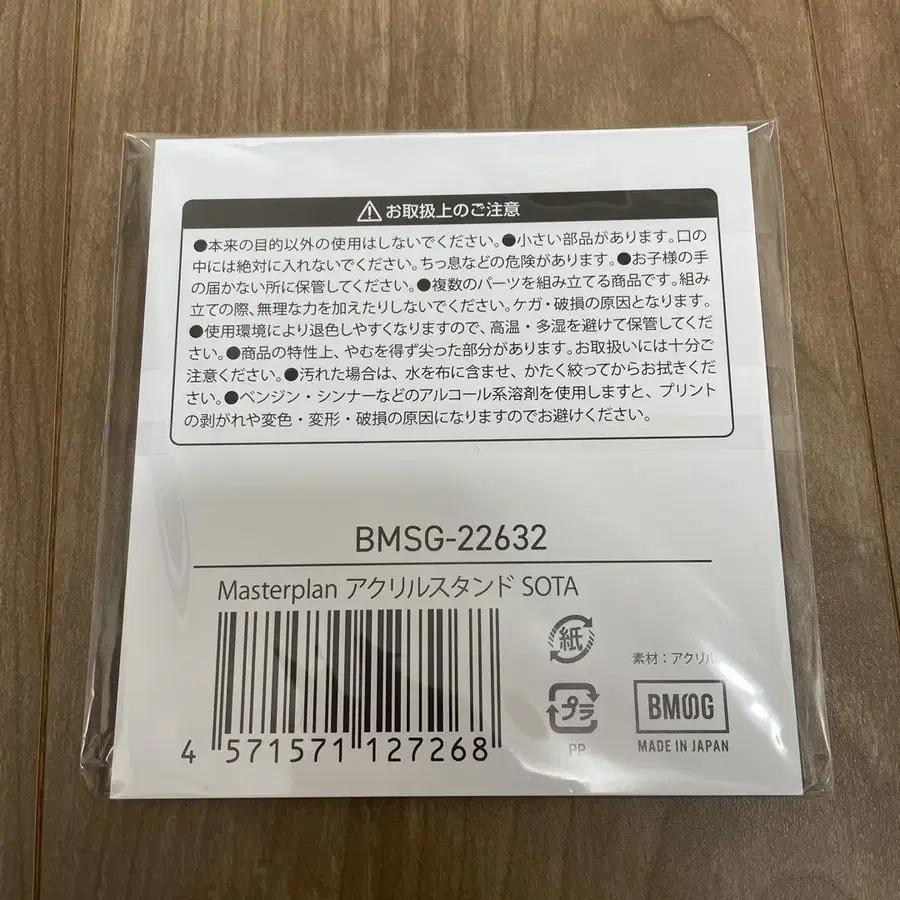 ⚠お取扱上のご注意
●本来の目的以外の使用はしないでください。●小さい部品があります。口の
中には絶対に入れないでください。ちっ息などの危険があります。●お子様の手
の届かない所に保管してください。●複数のパーツを組み立てる商品です。組み
立ての際、無理な力を加えたりしないでください。ケガ・破損の原因となります。
●使用環境により退色しやすくなりますので、高温・多湿を避けて保管してくだ
さい。●商品の特性上、やむを得ず尖った部分があります。お取扱いには十分ご
注意ください。●汚れた場合は、水を布に含ませ、かたく絞ってからお拭きくだ
さい。●ベンジン・シンナーなどのアルコール系溶剤を使用しますと、プリント
の剥がれや変色・変形・破損の原因になりますのでお避けください。
BMSG-22632
Masterplan アクリルスタンド SOTA
4 571571 127268
紙
プラ
PP
素材：アクリル
BMSG
MADE IN JAPAN